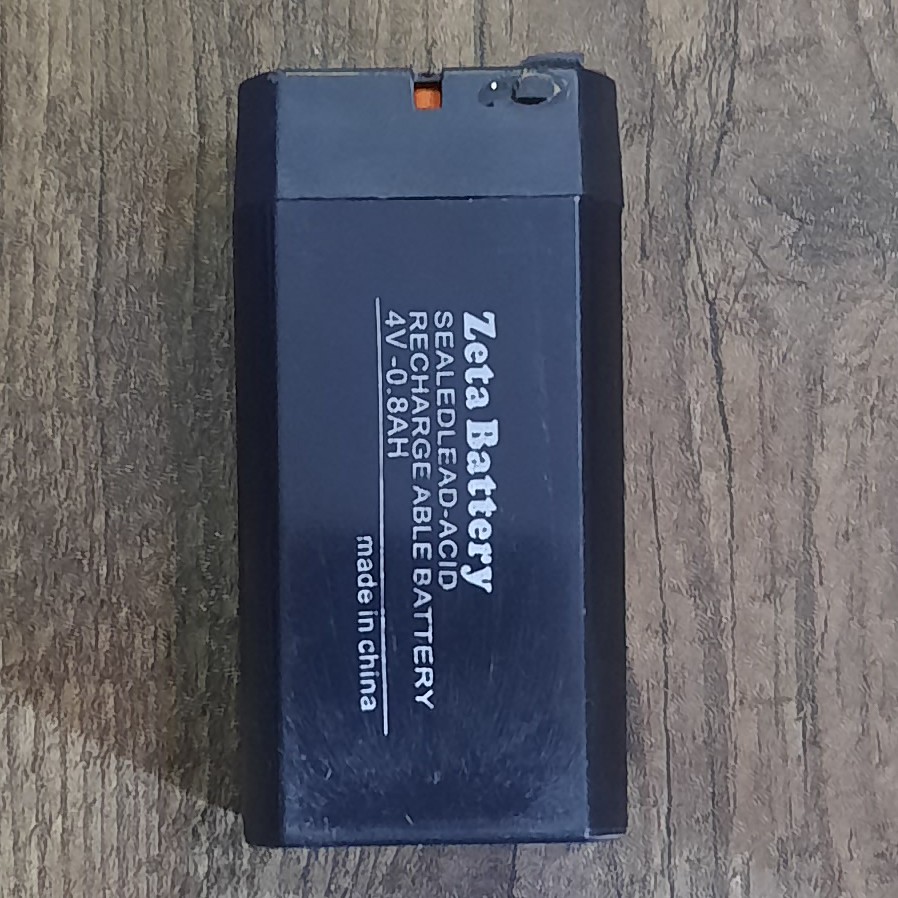 Zeta Battery
SEALEDLEAD-ACID
RECHARGE ABLE BATTERY
4V -0.8AH
made in china